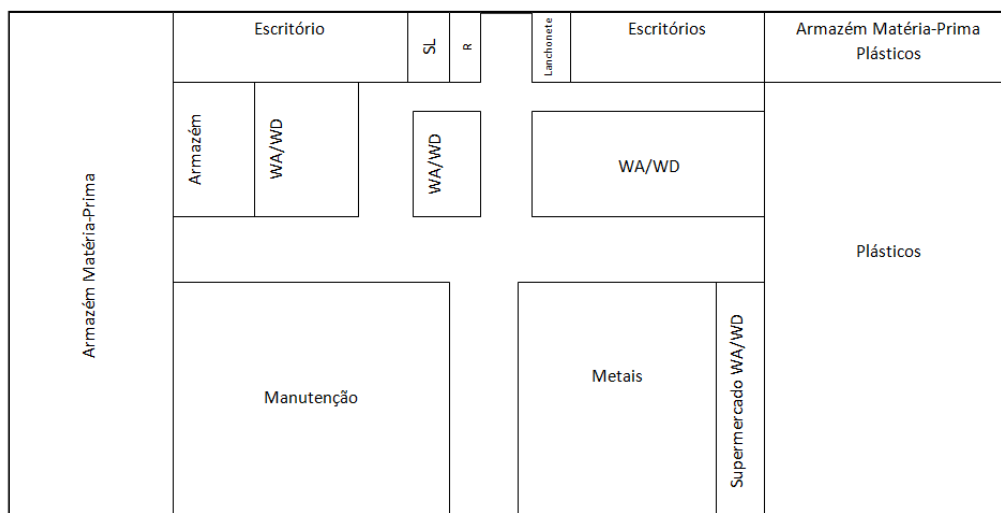 Escritório
SL
R
Lanchonete
Escritórios
Armazém Matéria-Prima
Plásticos
Armazém Matéria-Prima
Armazém
WA/WD
WA/WD
WA/WD
Plásticos
Manutenção
Metais
Supermercado WA/WD